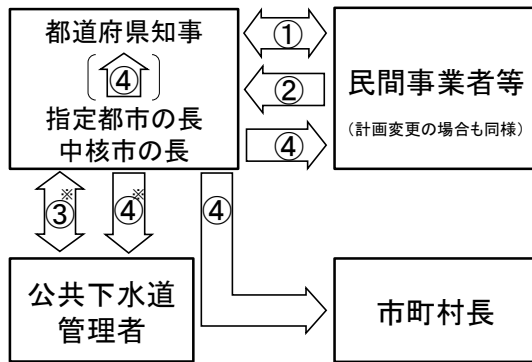 都道府県知事
④
指定都市の長
中核市の長
①
②
④
民間事業者等
(計画変更の場合も同様)
③※
④※
④
公共下水道
管理者
市町村長